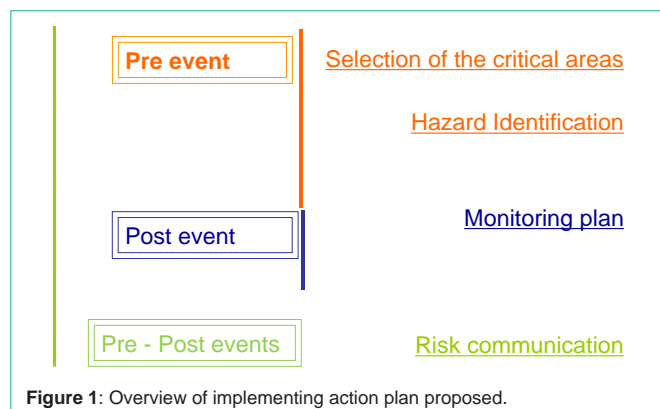 Pre event
Selection of the critical areas
Hazard Identification
Post event
Monitoring plan
Pre - Post events
Risk communication
Figure 1: Overview of implementing action plan proposed.